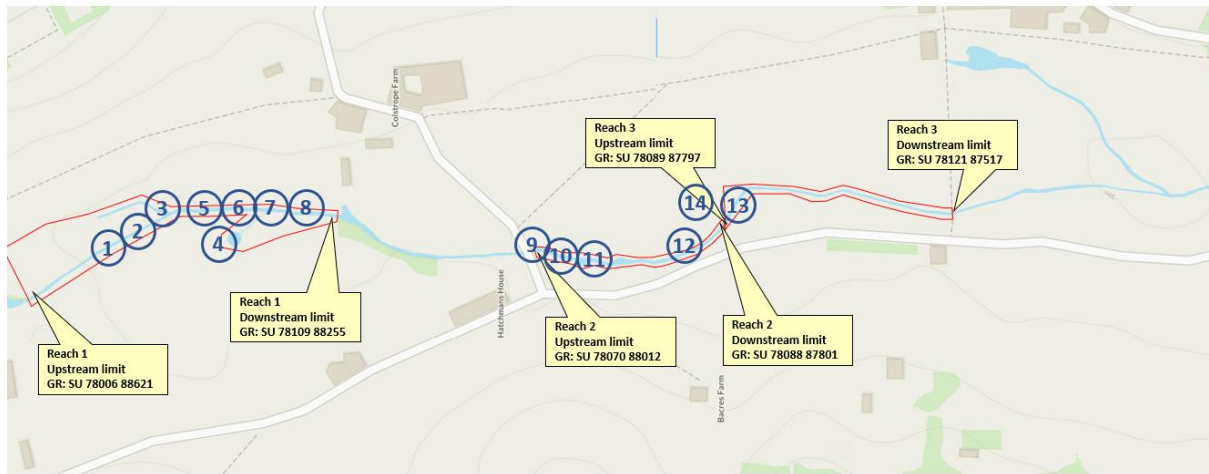 Colstrope Farm
Reach 3
Upstream limit
GR: SU 78089 87797
Reach 3
Downstream limit
GR: SU 78121 87517
1
2
3
4
5
6
7
8
9
10
11
12
13
14
Reach 1
Upstream limit
GR: SU 78006 88621
Reach 1
Downstream limit
GR: SU 78109 88255
Hatchmans House
Reach 2
Upstream limit
GR: SU 78070 88012
Reach 2
Downstream limit
GR: SU 78088 87801
Bacres Farm